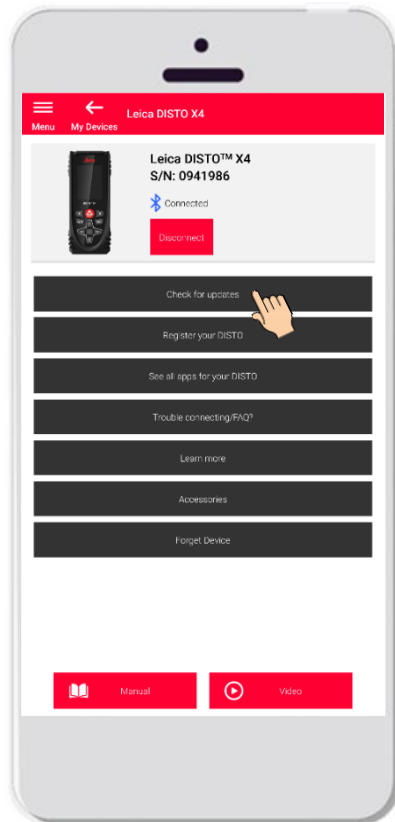 Menu
My Devices
Leica DISTO X4
Leica DISTO™ X4
S/N: 0941986
Connected
Disconnect
Check for updates
Register your DISTO
See all apps for your DISTO
Trouble connecting/FAQ?
Learn more
Accessories
Forget Device
Manual
Video